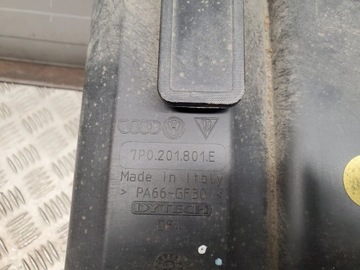 7P0.201.801.E
Made in Italy
> PA66-GF30 <
DYTECH